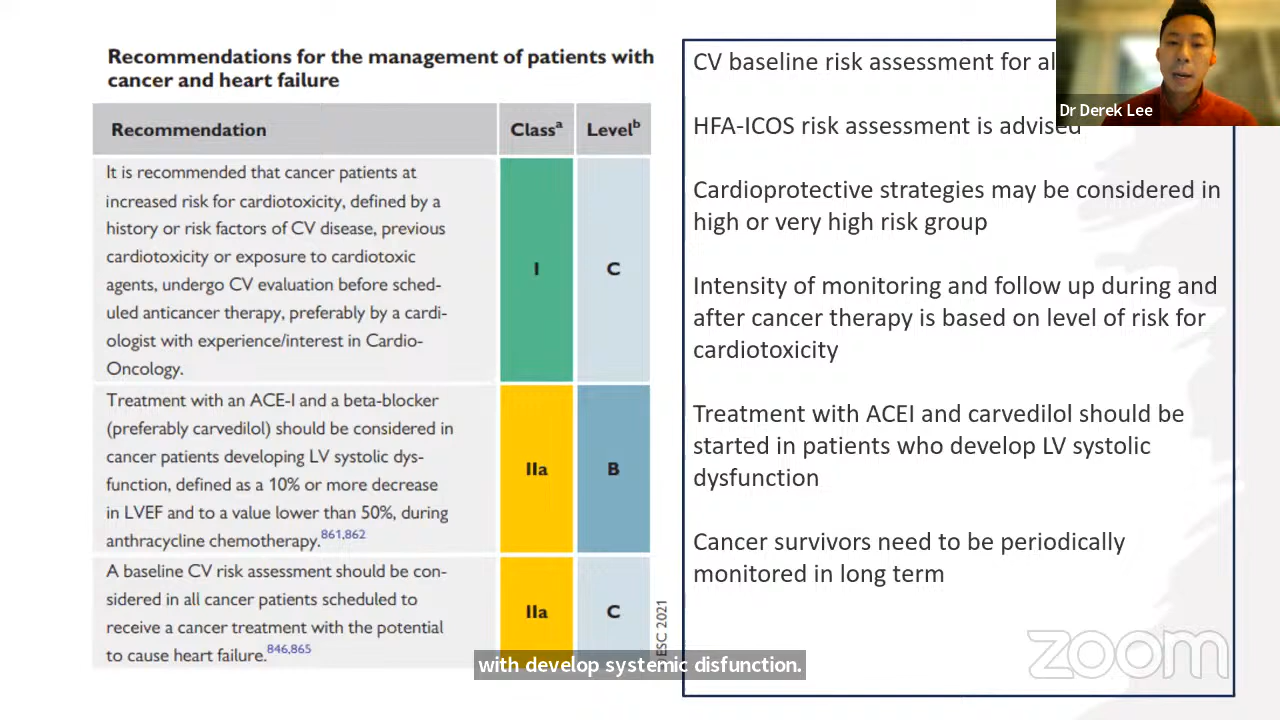 Recommendations for the management of patients with
cancer and heart failure
Recommendation
Classa
Levelb
It is recommended that cancer patients at
increased risk for cardiotoxicity, defined by a
history or risk factors of CV disease, previous
cardiotoxicity or exposure to cardiotoxic
agents, undergo CV evaluation before sched-
uled anticancer therapy, preferably by a cardi-
ologist with experience/interest in Cardio-
Oncology.
I
C
Treatment with an ACE-I and a beta-blocker
(preferably carvedilol) should be considered in
cancer patients developing LV systolic dys-
function, defined as a 10% or more decrease
in LVEF and to a value lower than 50%, during
anthracycline chemotherapy.861,862
IIa
B
A baseline CV risk assessment should be con-
sidered in all cancer patients scheduled to
receive a cancer treatment with the potential
to cause heart failure.846,865
IIa
C
ESC 2021
CV baseline risk assessment for al
HFA-ICOS risk assessment is advised
Cardioprotective strategies may be considered in
high or very high risk group
Intensity of monitoring and follow up during and
after cancer therapy is based on level of risk for
cardiotoxicity
Treatment with ACEI and carvedilol should be
started in patients who develop LV systolic
dysfunction
Cancer survivors need to be periodically
monitored in long term
Dr Derek Lee
with develop systemic disfunction.
zoom